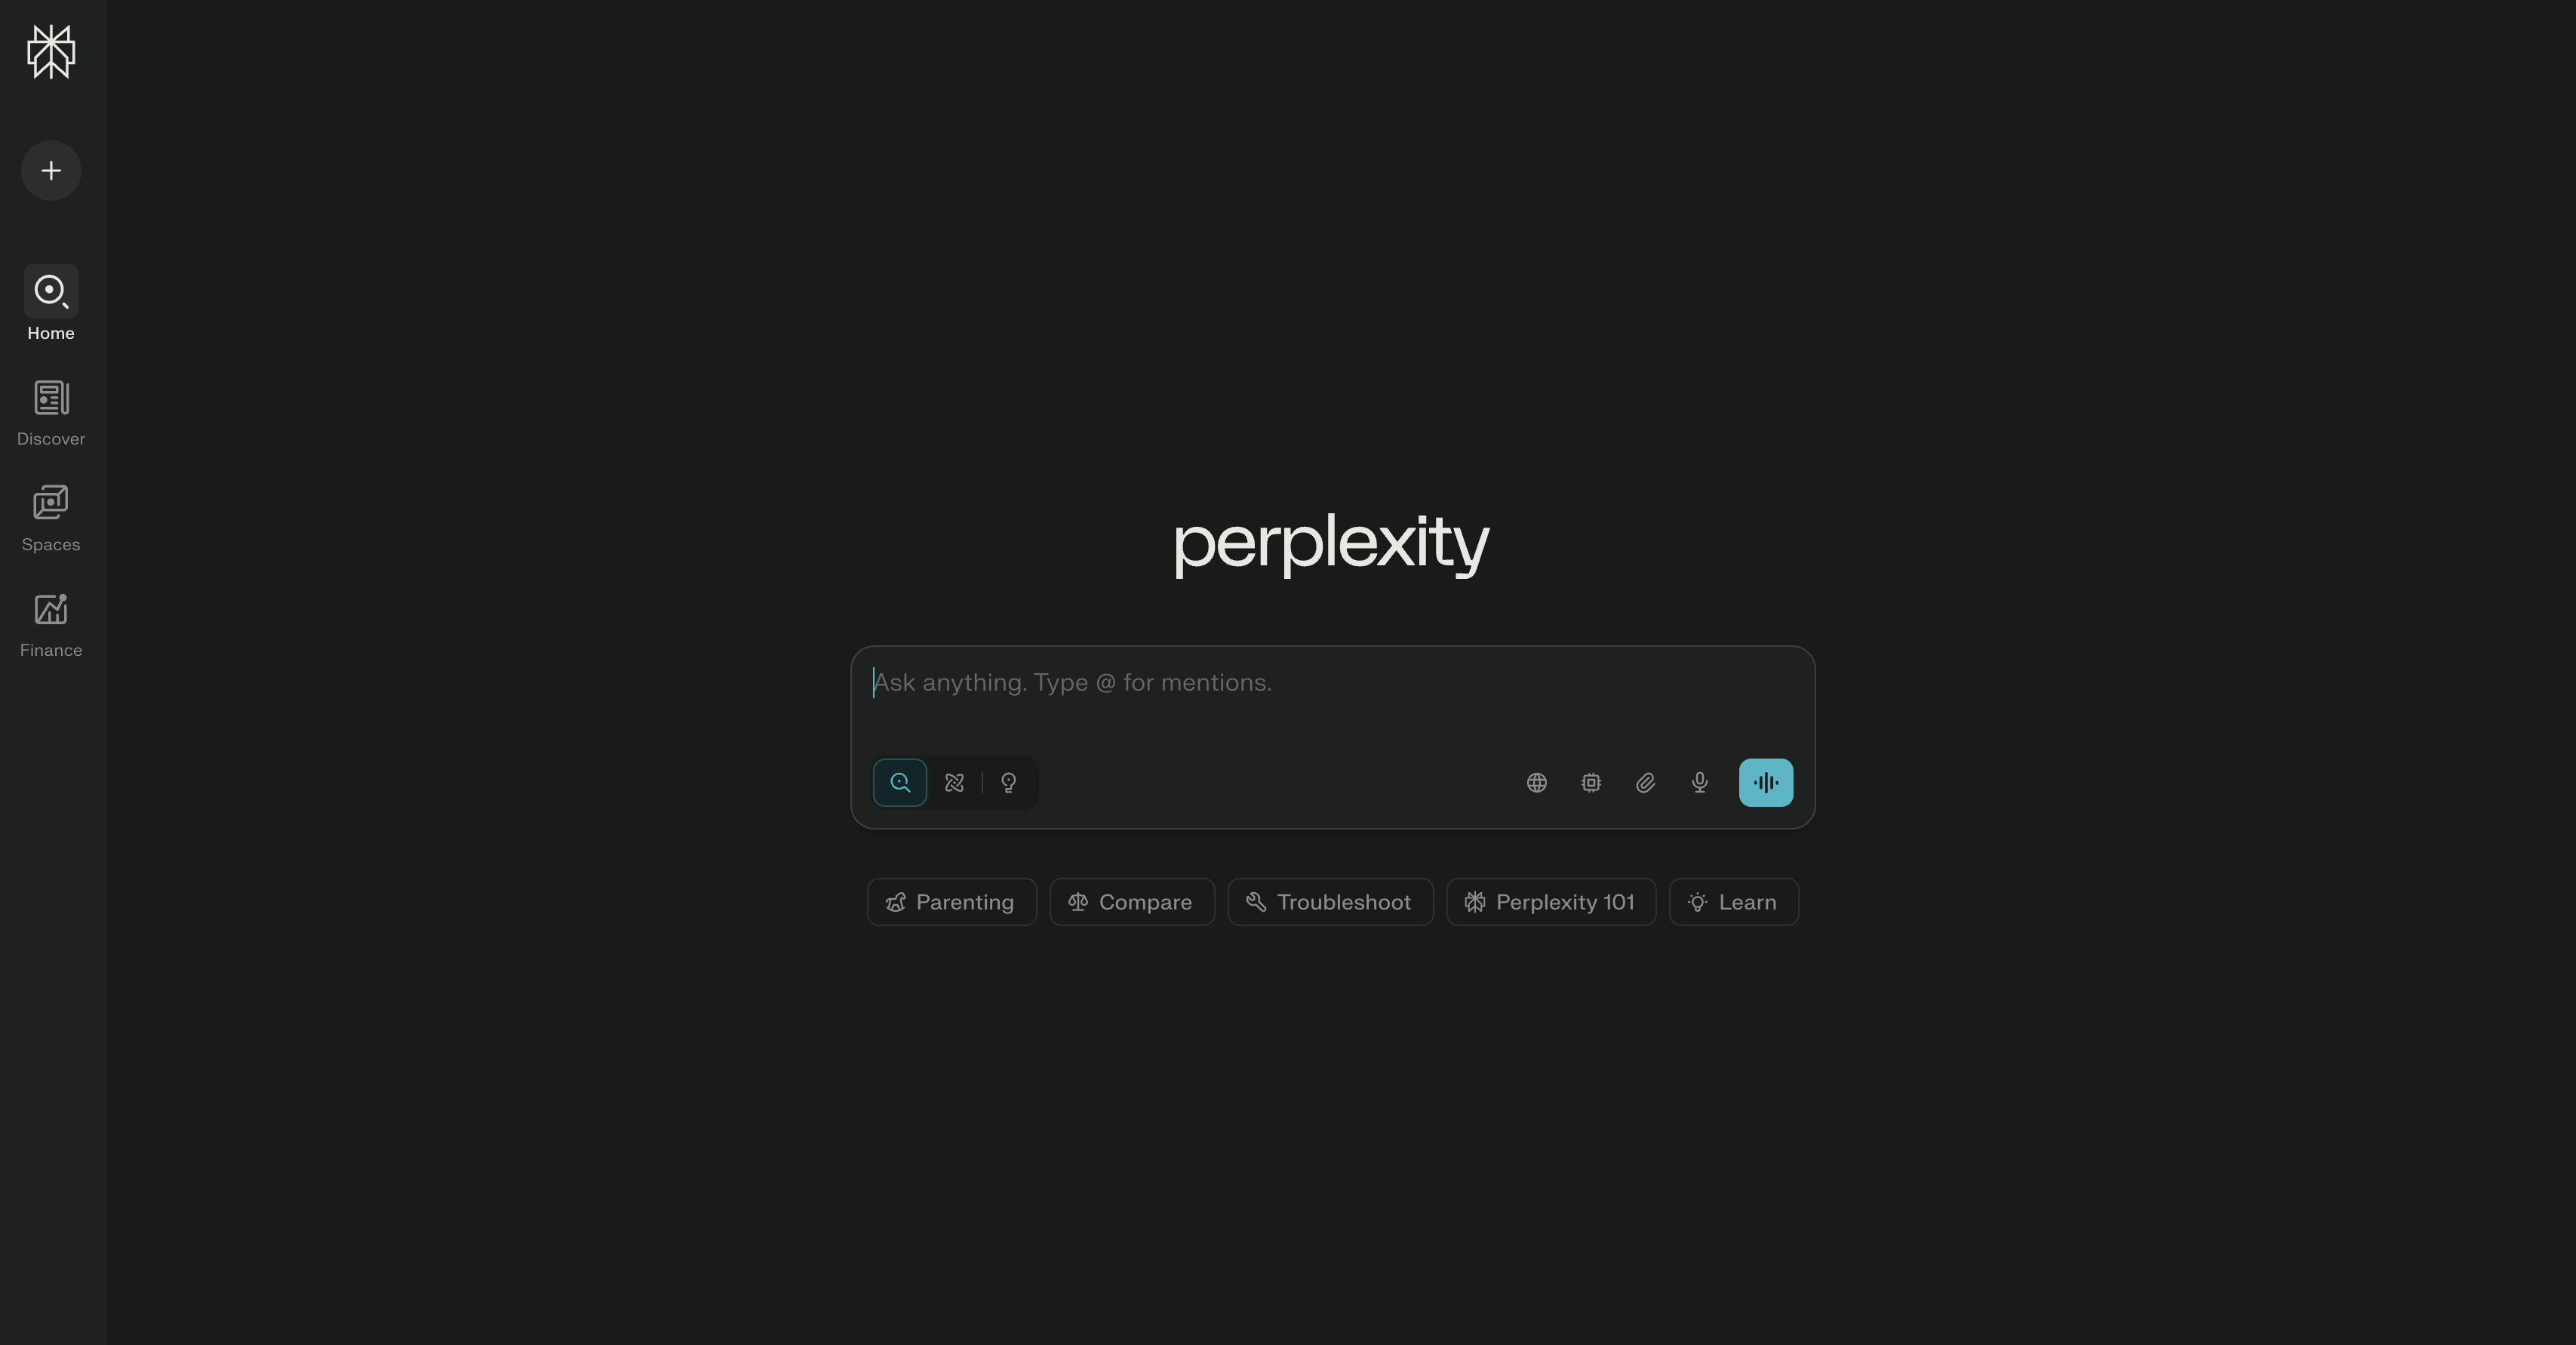 Home
Discover
Spaces
Finance
perplexity
Ask anything. Type @ for mentions.
Parenting
Compare
Troubleshoot
Perplexity 101
Learn